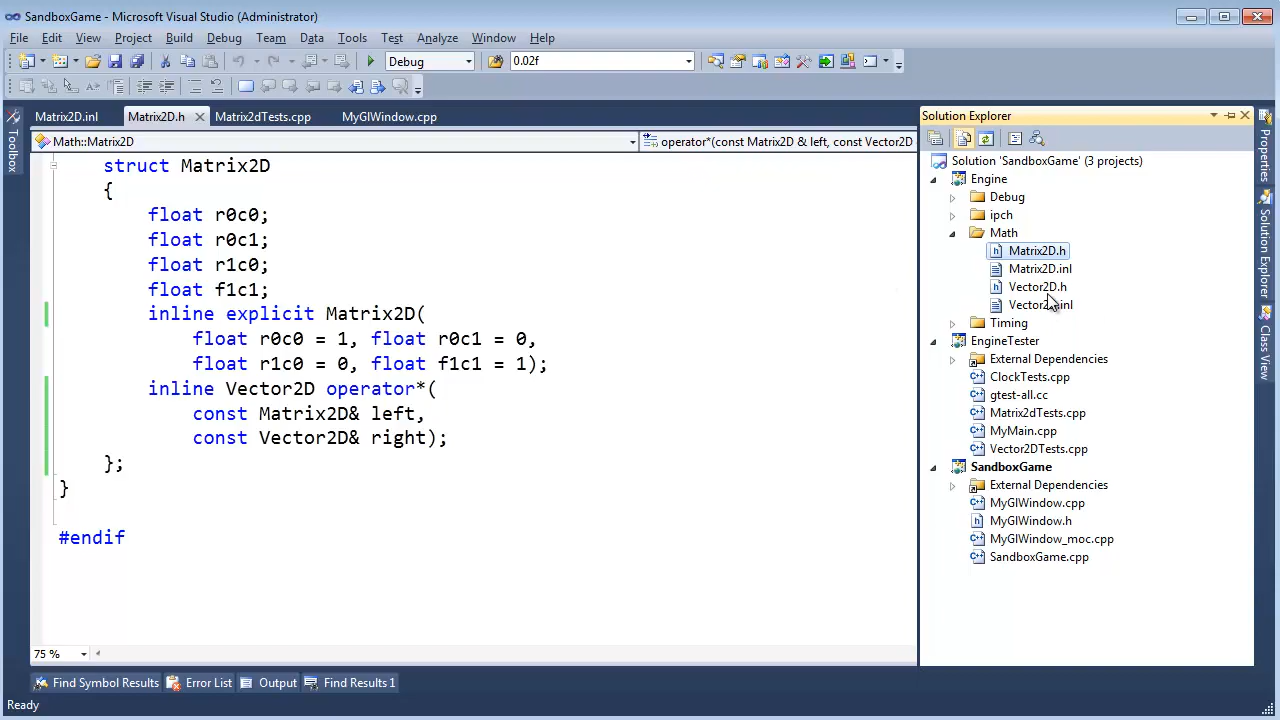 SandboxGame - Microsoft Visual Studio (Administrator)
File Edit View Project Build Debug Team Data Tools Test Analyze Window Help
Debug 0.02f
Matrix2D.inl Matrix2D.h Matrix2dTests.cpp MyGlWindow.cpp
Math::Matrix2D operator*(const Matrix2D & left, const Vector2D
struct Matrix2D
{
float r0c0;
float r0c1;
float r1c0;
float f1c1;
inline explicit Matrix2D(
float r0c0 = 1, float r0c1 = 0,
float r1c0 = 0, float f1c1 = 1);
inline Vector2D operator*(
const Matrix2D& left,
const Vector2D& right);
};
}
#endif
75 %
Toolbox
Solution Explorer
Solution 'SandboxGame' (3 projects)
Engine
Debug
ipch
Math
Matrix2D.h
Matrix2D.inl
Vector2D.h
Timing
EngineTester
External Dependencies
ClockTests.cpp
gtest-all.cc
Matrix2dTests.cpp
MyMain.cpp
Vector2DTests.cpp
SandboxGame
External Dependencies
MyGlWindow.cpp
MyGlWindow.h
MyGlWindow_moc.cpp
SandboxGame.cpp
Properties
Solution Explorer
Class View
Find Symbol Results Error List Output Find Results 1
Ready